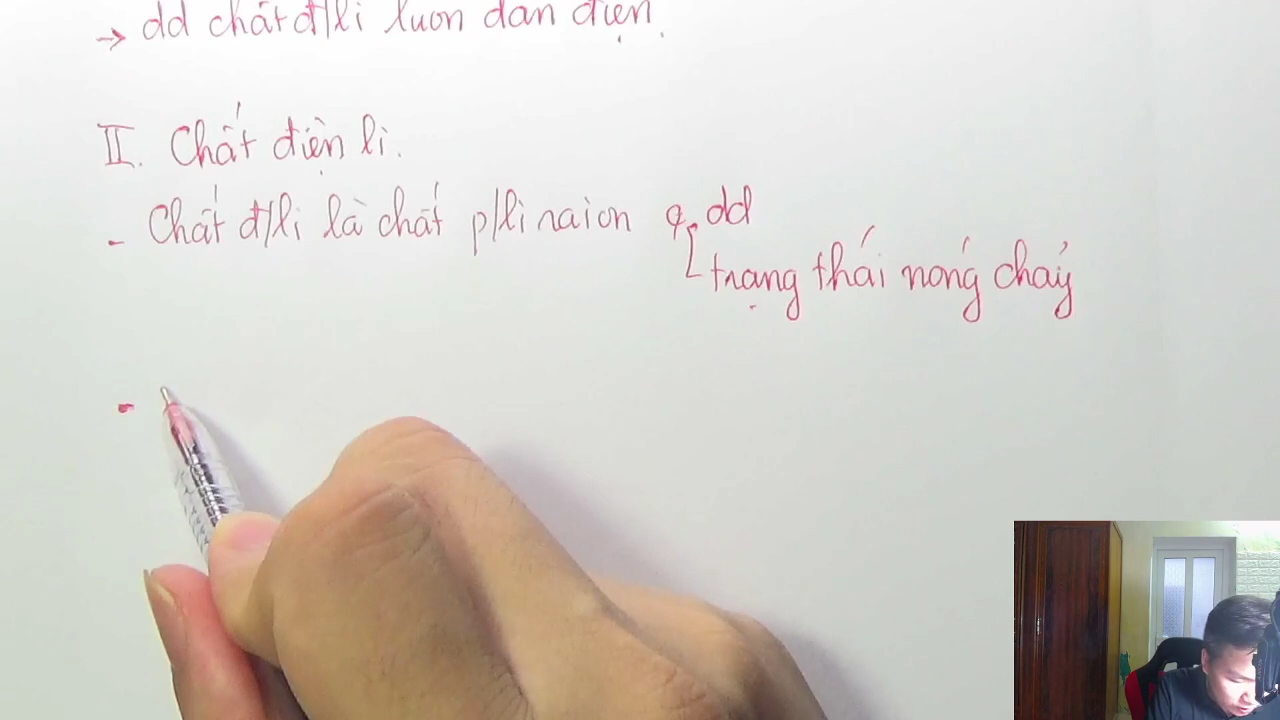 → dd chất đ/li luôn dẫn điện.
II. Chất điện li.
- Chất đ/li là chất p/li ra ion ở dd
trạng thái nóng chảy
-